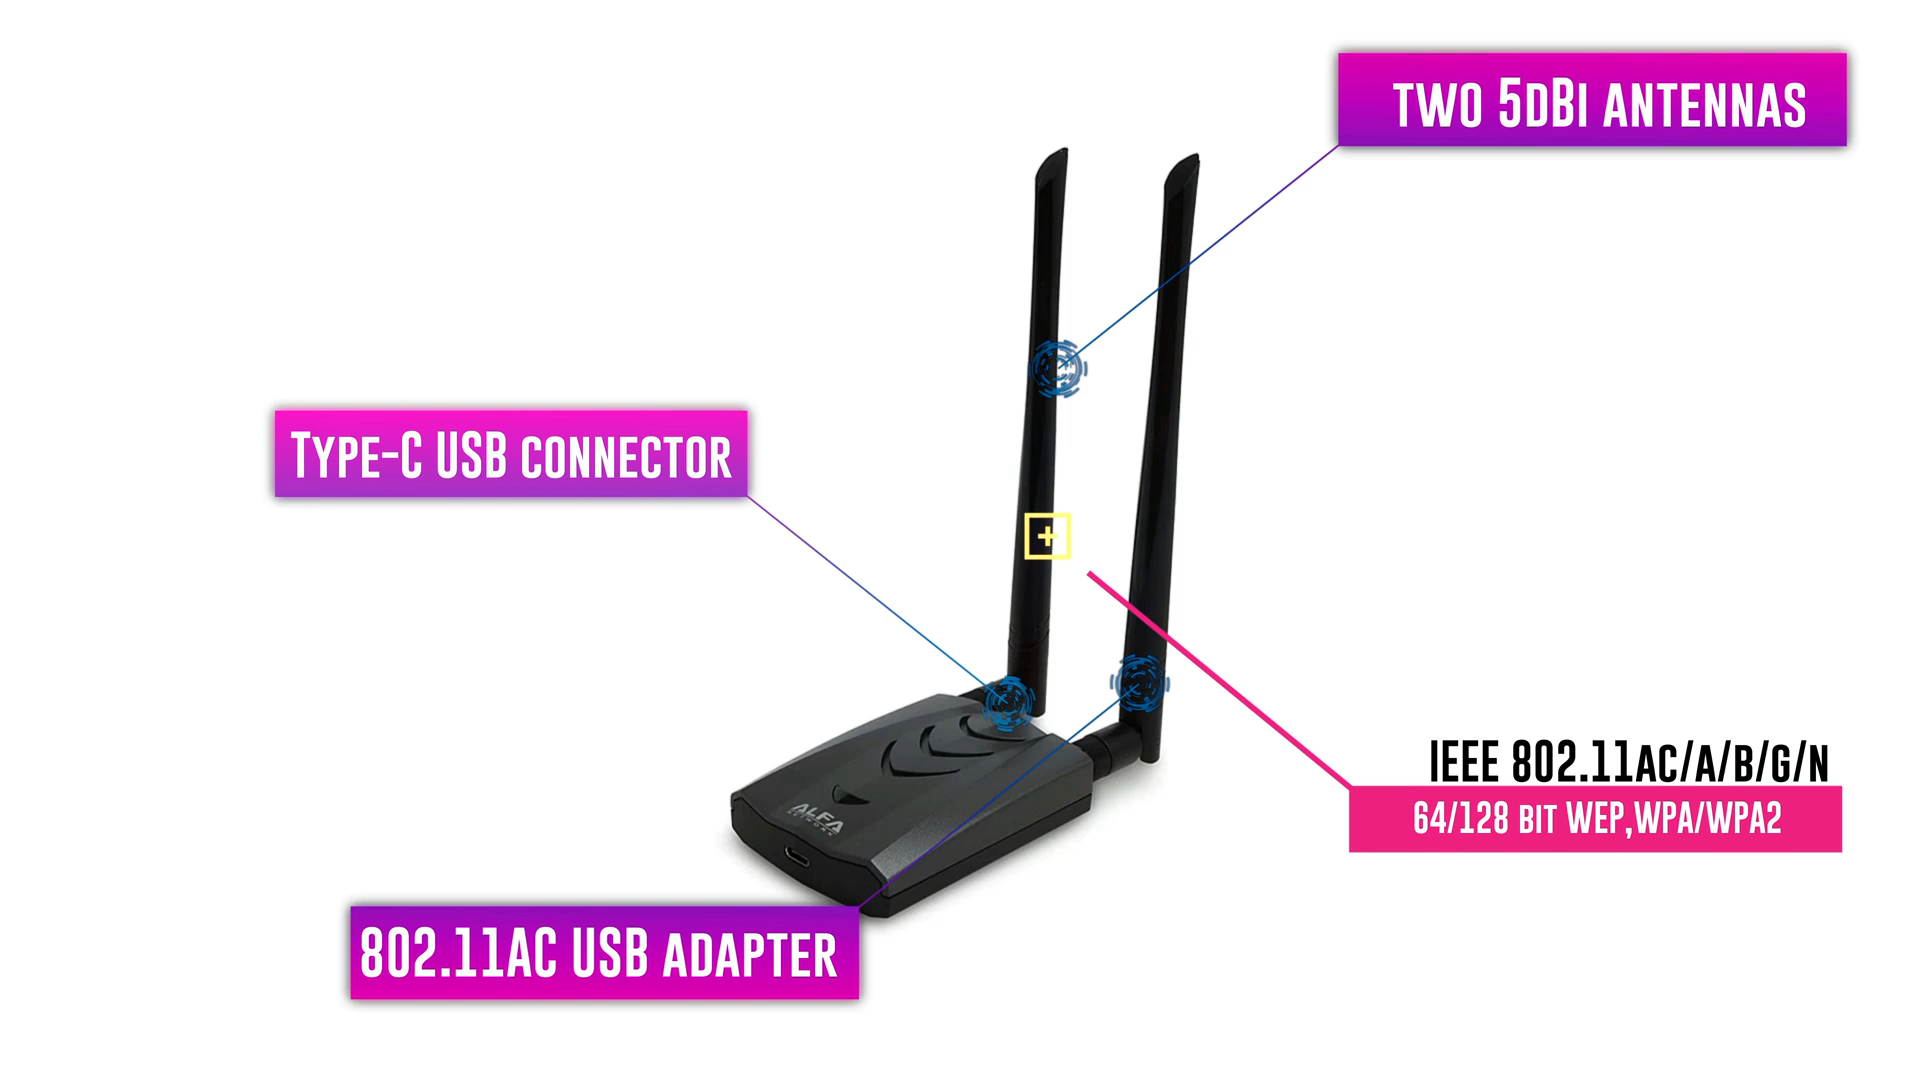 TWO 5DBI ANTENNAS
TYPE-C USB CONNECTOR
IEEE 802.11AC/A/B/G/N
64/128 BIT WEP,WPA/WPA2
ALFA
NETWORK
802.11AC USB ADAPTER